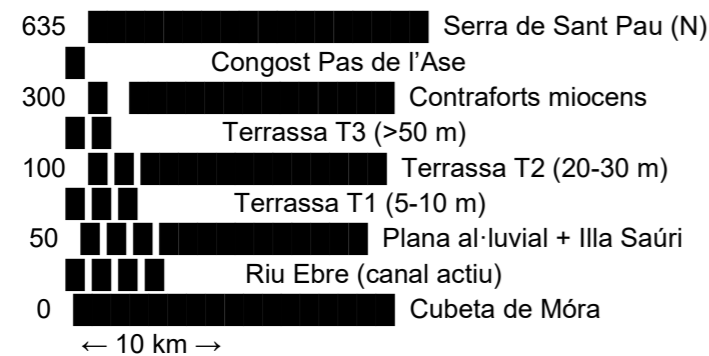 635 Serra de Sant Pau (N)
Congost Pas de l’Ase
300 Contraforts miocens
Terrassa T3 (>50 m)
100 Terrassa T2 (20-30 m)
Terrassa T1 (5-10 m)
50 Plana al·luvial + Illa Saúri
Riu Ebre (canal actiu)
0 Cubeta de Móra
← 10 km →